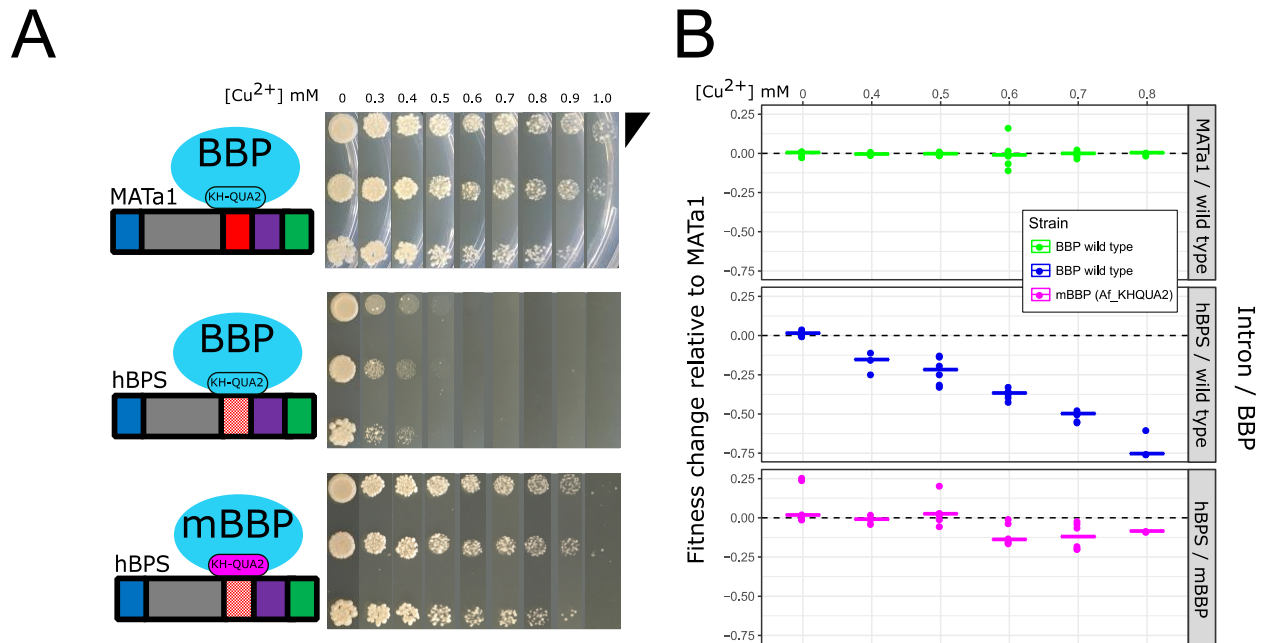 A
[Cu2+] mM 0 0.3 0.4 0.5 0.6 0.7 0.8 0.9 1.0
BBP
KH-QUA2
MATa1
BBP
KH-QUA2
hBPS
mBBP
KH-QUA2
hBPS
B
[Cu2+] mM 0 0.4 0.5 0.6 0.7 0.8
Fitness change relative to MATa1
0.25
0.00
−0.25
−0.50
−0.75
MATa1 / wild type
0.25
0.00
−0.25
−0.50
−0.75
hBPS / wild type
0.25
0.00
−0.25
−0.50
−0.75
hBPS / mBBP
Strain
BBP wild type
BBP wild type
mBBP (Af_KHQUA2)
Intron / BBP